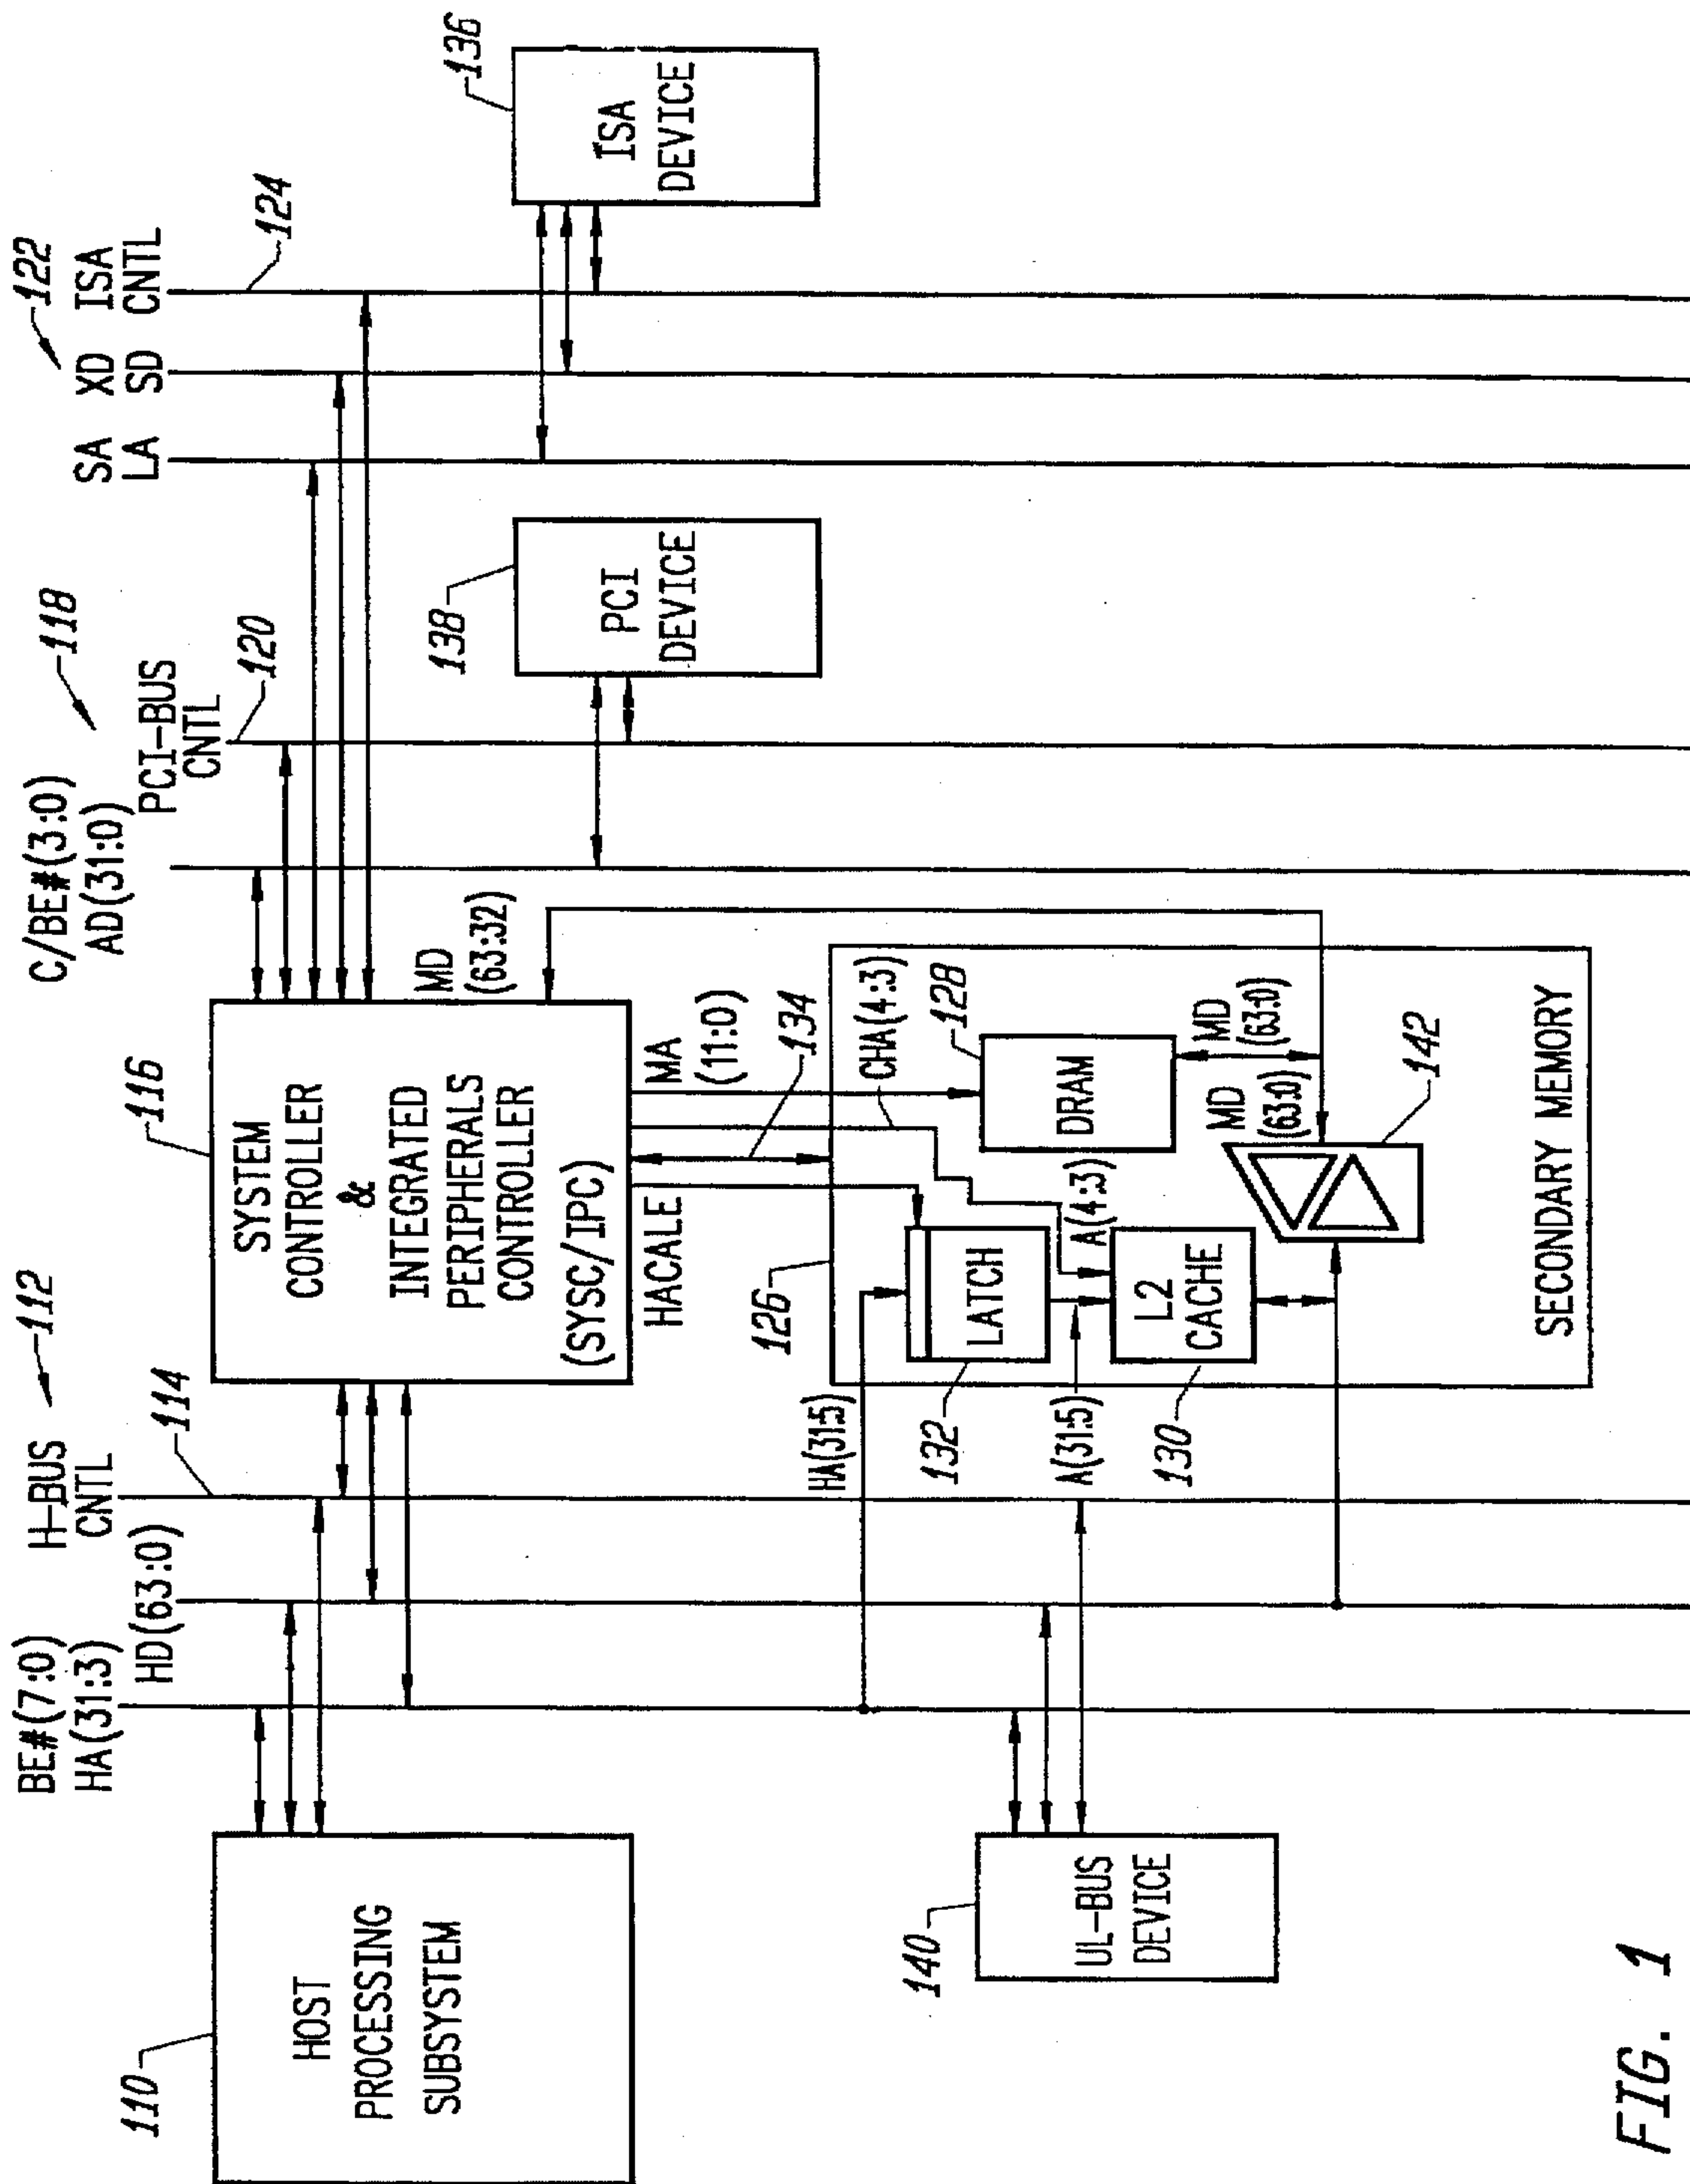 BE#(7:0)
HA(31:3)
HD(63:0)
H-BUS
CNTL
112
114
C/BE#(3:0)
AD(31:0)
PCI-BUS
CNTL
118
120
SA
LA
XD
SD
ISA
CNTL
122
124
110
HOST
PROCESSING
SUBSYSTEM
116
SYSTEM
CONTROLLER
&
INTEGRATED
PERIPHERALS
CONTROLLER
(SYSC/IPC)
MD
(63:32)
138
PCI
DEVICE
136
ISA
DEVICE
HACALE
134
MA
(11:0)
CHA(4:3)
126
128
HA(31:5)
132
LATCH
DRAM
A(31:5)
A(4:3)
130
L2
CACHE
MD
(63:0)
MD
(63:0)
142
SECONDARY MEMORY
140
UL-BUS
DEVICE
FIG. 1